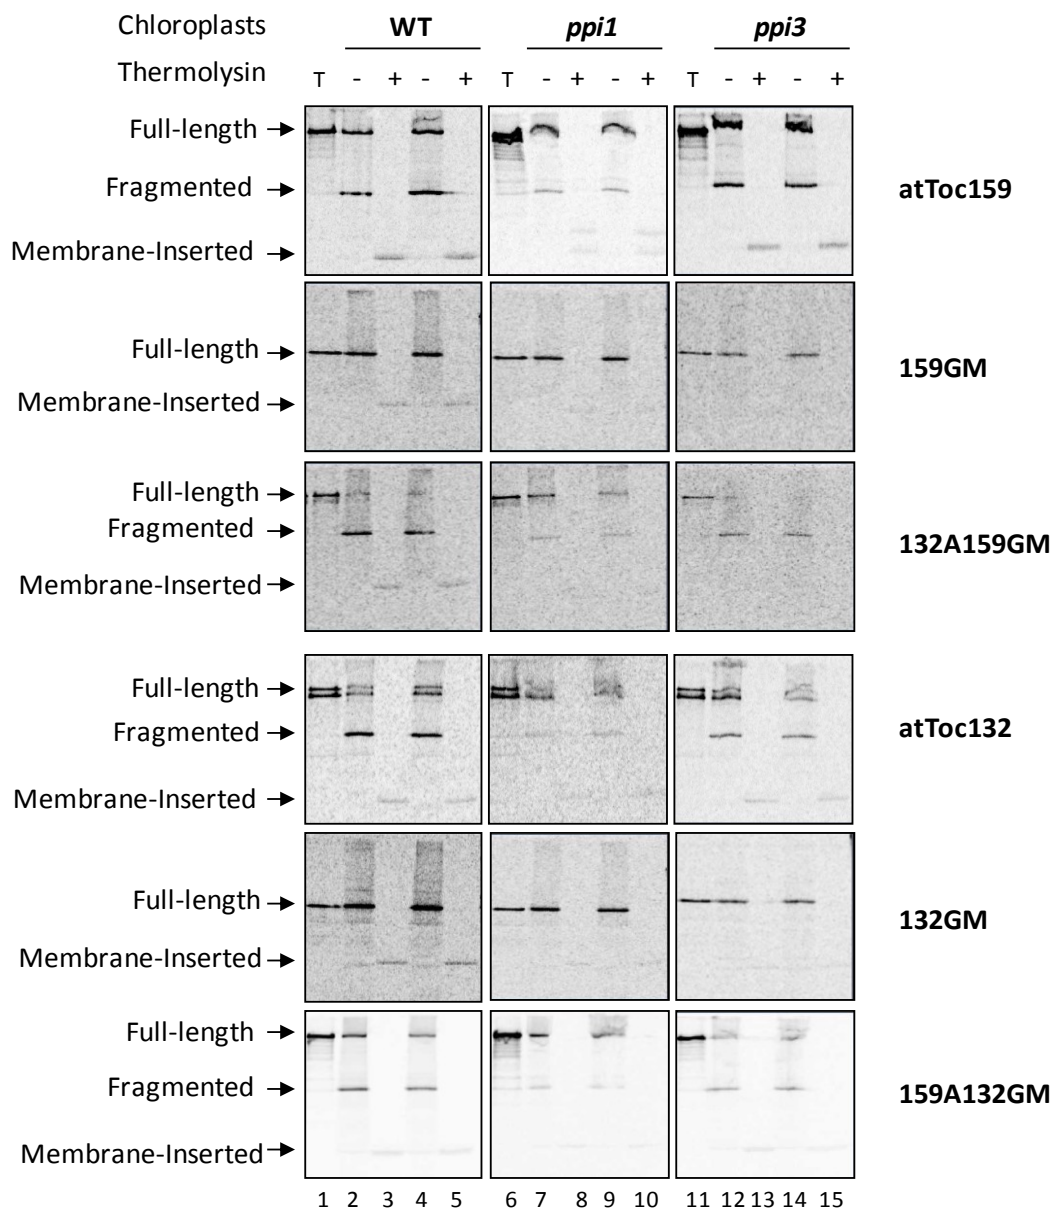 Chloroplasts WT ppi1 ppi3
Thermolysin T - + - + T - + - + T - + - +
Full-length
Fragmented
Membrane-Inserted
atToc159
Full-length
Membrane-Inserted
159GM
Full-length
Fragmented
Membrane-Inserted
132A159GM
Full-length
Fragmented
Membrane-Inserted
atToc132
Full-length
Membrane-Inserted
132GM
Full-length
Fragmented
Membrane-Inserted
159A132GM
1 2 3 4 5 6 7 8 9 10 11 12 13 14 15